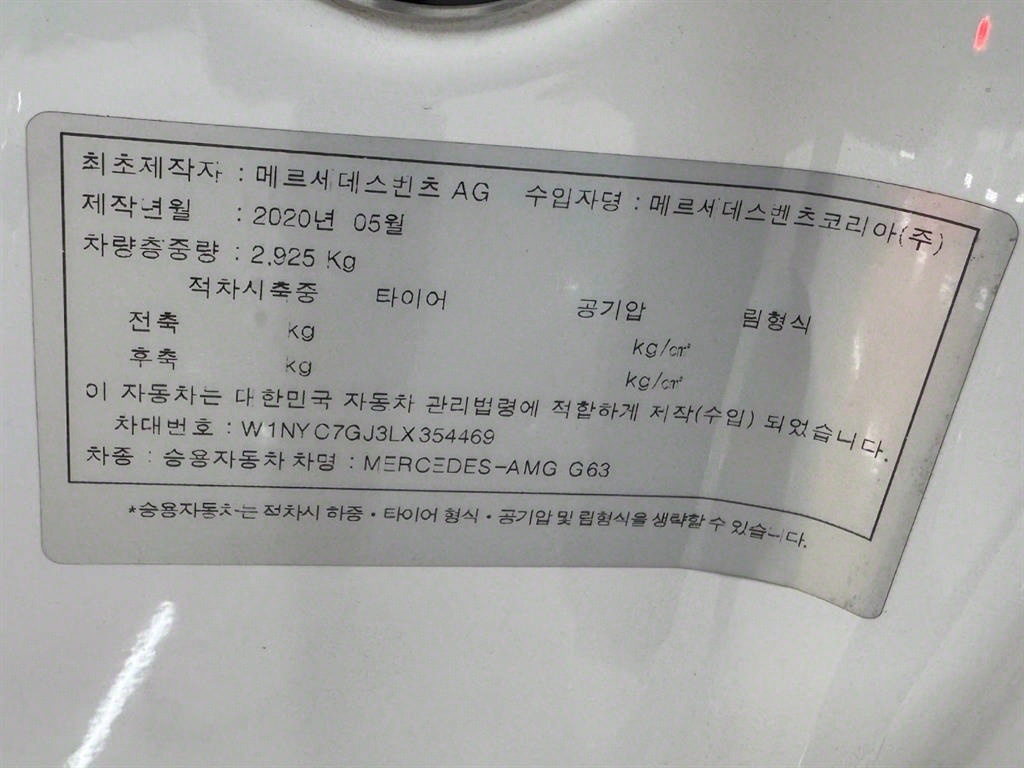 최초제작자 : 메르세데스벤츠 AG 수입자명 : 메르세데스벤츠코리아(주)
제작년월 : 2020년 05월
차량총중량 : 2,925 Kg
적차시축중 타이어 공기압 림형식
전축 kg kg/㎠
후축 kg kg/㎠
이 자동차는 대한민국 자동차 관리법령에 적합하게 제작(수입) 되었습니다.
차대번호 : W1NYC7GJ3LX354469
차종 : 승용자동차 차명 : MERCEDES-AMG G63
*승용자동차는 적차시 하중·타이어 형식·공기압 및 림형식을 생략할 수 있습니다.